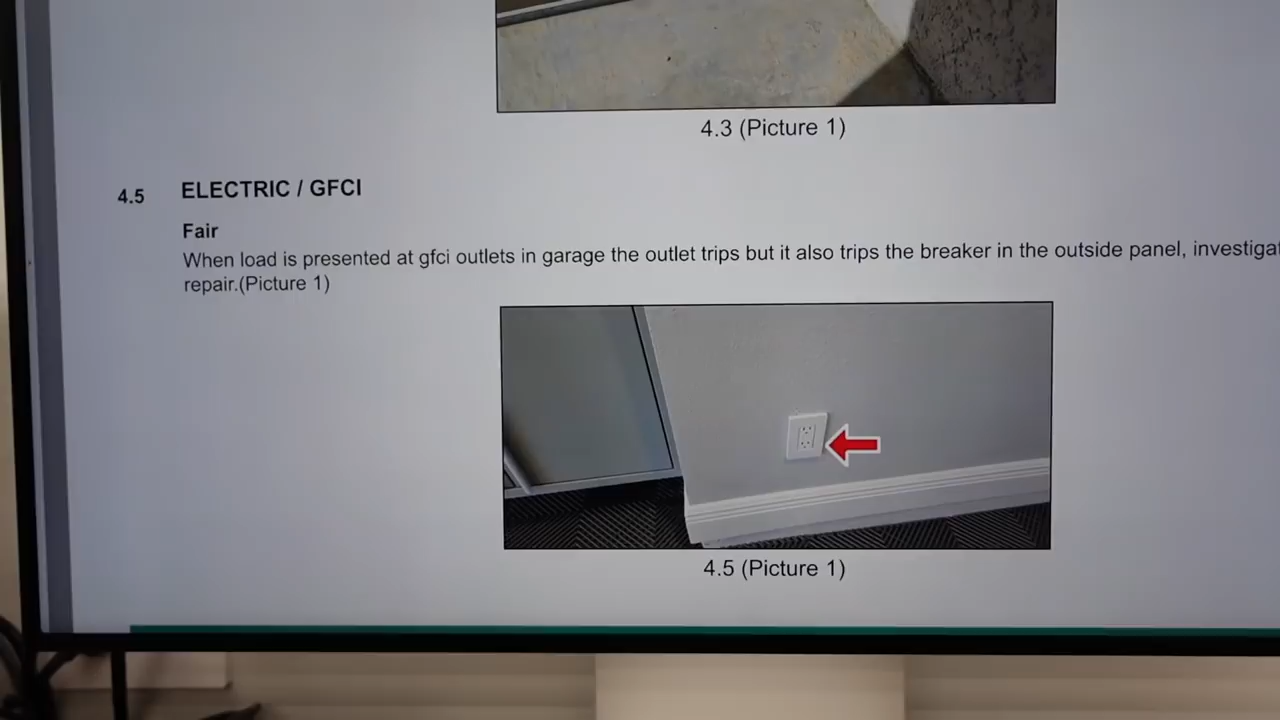 4.3 (Picture 1)
4.5 ELECTRIC / GFCI
Fair
When load is presented at gfci outlets in garage the outlet trips but it also trips the breaker in the outside panel,
repair.(Picture 1)
4.5 (Picture 1)